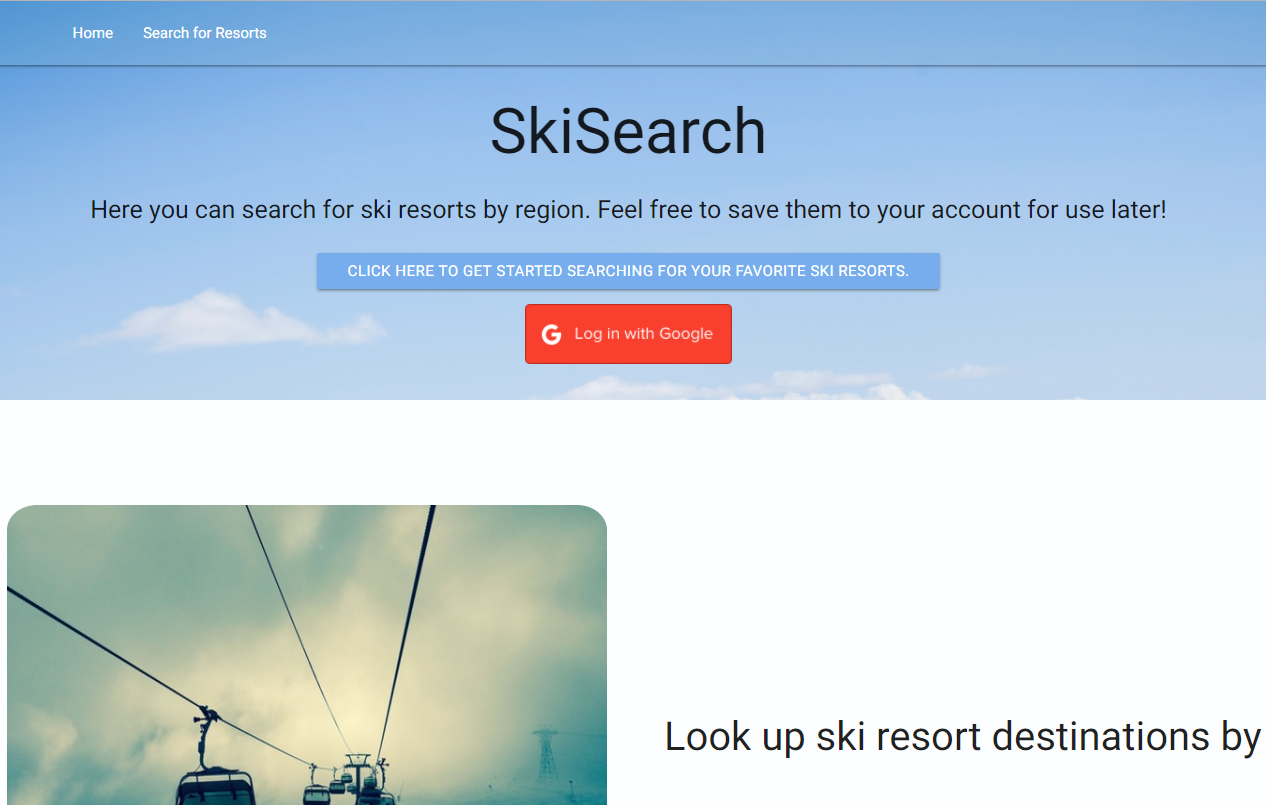 Home Search for Resorts
SkiSearch
Here you can search for ski resorts by region. Feel free to save them to your account for use later!
CLICK HERE TO GET STARTED SEARCHING FOR YOUR FAVORITE SKI RESORTS.
G Log in with Google
Look up ski resort destinations by